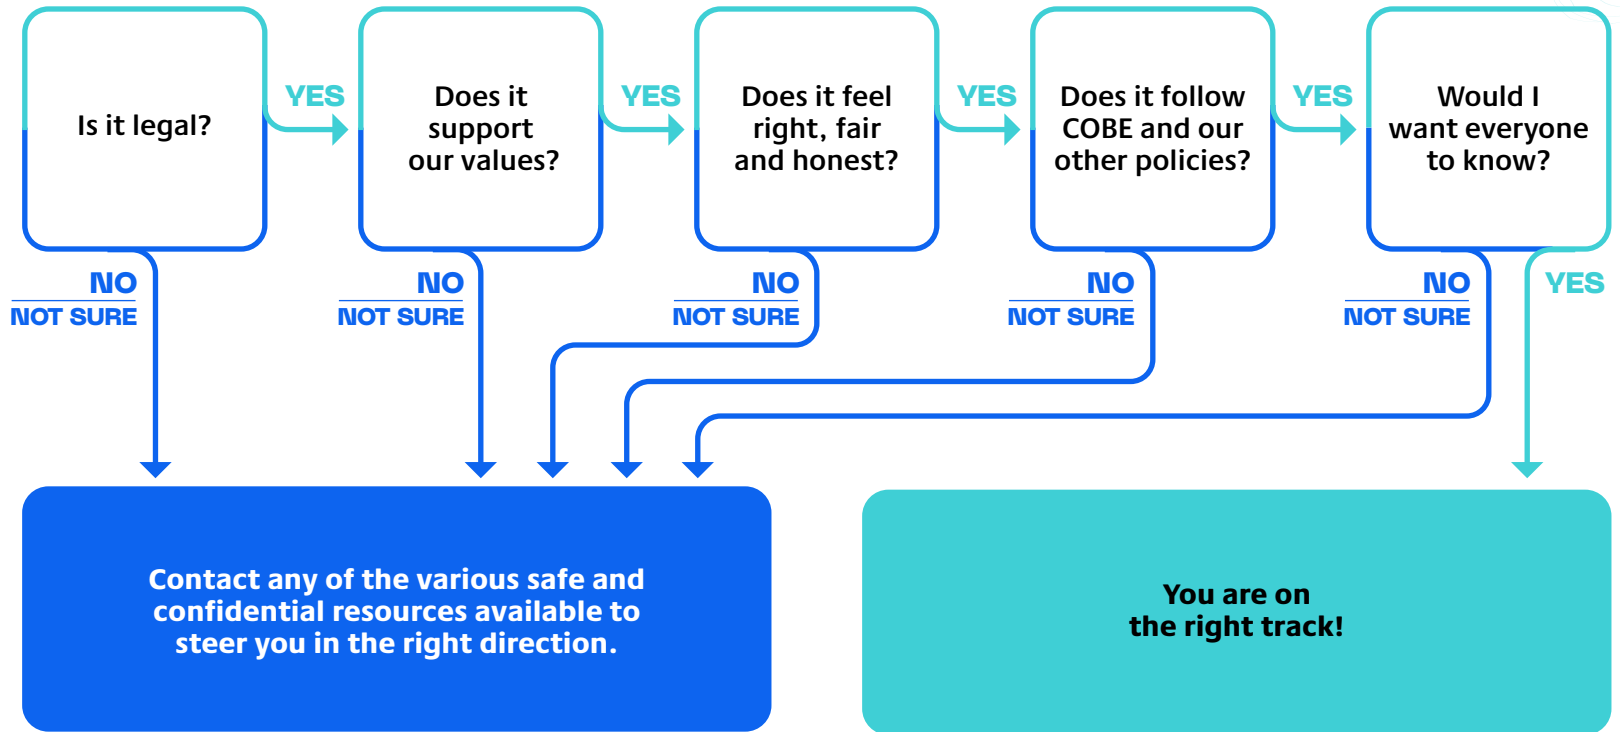 Is it legal?
YES
Does it
support
our values?
YES
Does it feel
right, fair
and honest?
YES
Does it follow
COBE and our
other policies?
YES
Would I
want everyone
to know?
NO
NOT SURE
NO
NOT SURE
NO
NOT SURE
NO
NOT SURE
NO
NOT SURE
YES
Contact any of the various safe and
confidential resources available to
steer you in the right direction.
You are on
the right track!